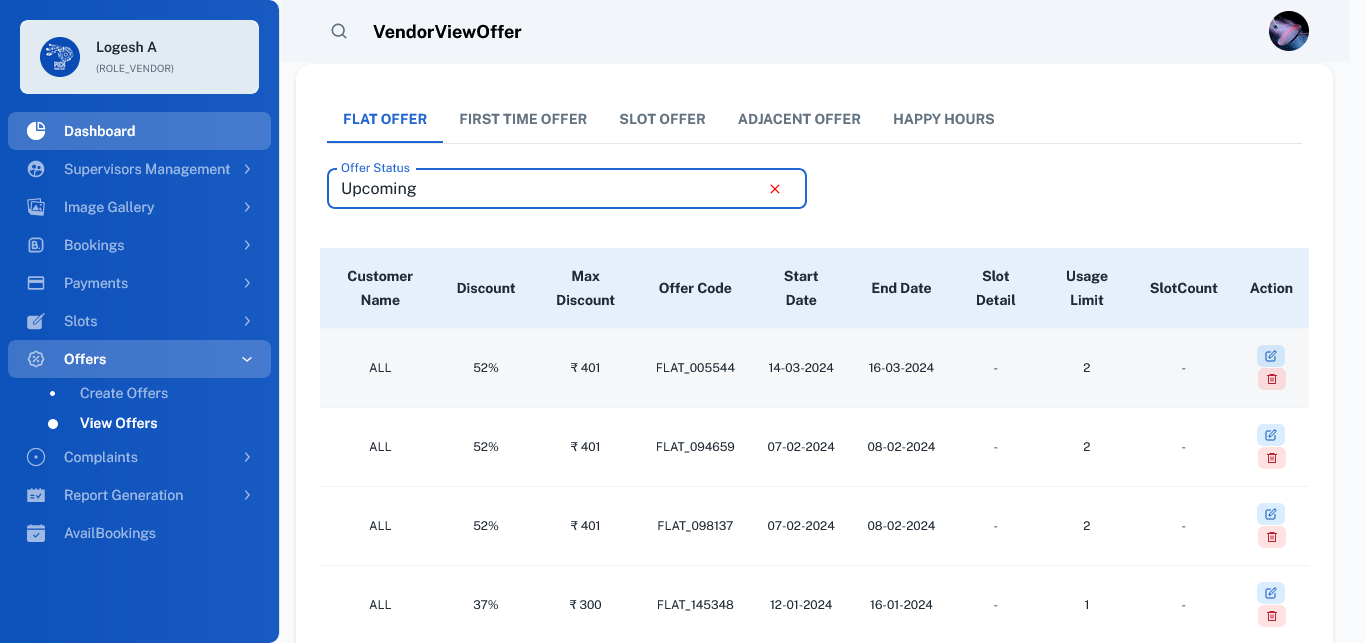 Logesh A
(ROLE_VENDOR)
Dashboard
Supervisors Management
Image Gallery
Bookings
Payments
Slots
Offers
Create Offers
View Offers
Complaints
Report Generation
AvailBookings
VendorViewOffer
FLAT OFFER FIRST TIME OFFER SLOT OFFER ADJACENT OFFER HAPPY HOURS
Offer Status
Upcoming
Customer Name Discount Max Discount Offer Code Start Date End Date Slot Detail Usage Limit SlotCount Action
ALL 52% ₹ 401 FLAT_005544 14-03-2024 16-03-2024 - 2 -
ALL 52% ₹ 401 FLAT_094659 07-02-2024 08-02-2024 - 2 -
ALL 52% ₹ 401 FLAT_098137 07-02-2024 08-02-2024 - 2 -
ALL 37% ₹ 300 FLAT_145348 12-01-2024 16-01-2024 - 1 -